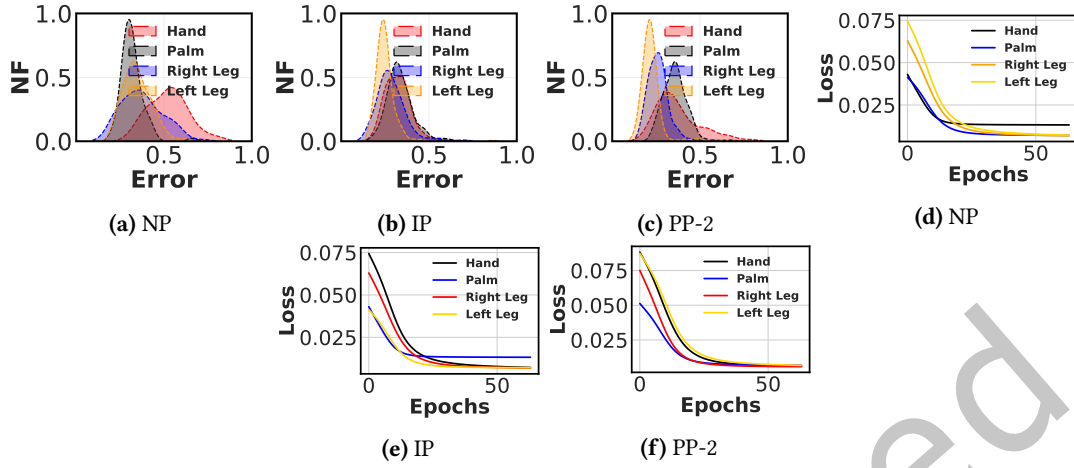 NF
1.0
0.5
0.0
0.5
1.0
Error
Hand
Palm
Right Leg
Left Leg
(a) NP
NF
1.0
0.5
0.0
0.5
1.0
Error
Hand
Palm
Right Leg
Left Leg
(b) IP
NF
1.0
0.5
0.0
0.5
1.0
Error
Hand
Palm
Right Leg
Left Leg
(c) PP-2
Loss
0.075
0.050
0.025
0
50
Epochs
Hand
Palm
Right Leg
Left Leg
(d) NP
Loss
0.075
0.050
0.025
0
50
Epochs
Hand
Palm
Right Leg
Left Leg
(e) IP
Loss
0.075
0.050
0.025
0
50
Epochs
Hand
Palm
Right Leg
Left Leg
(f) PP-2
ed